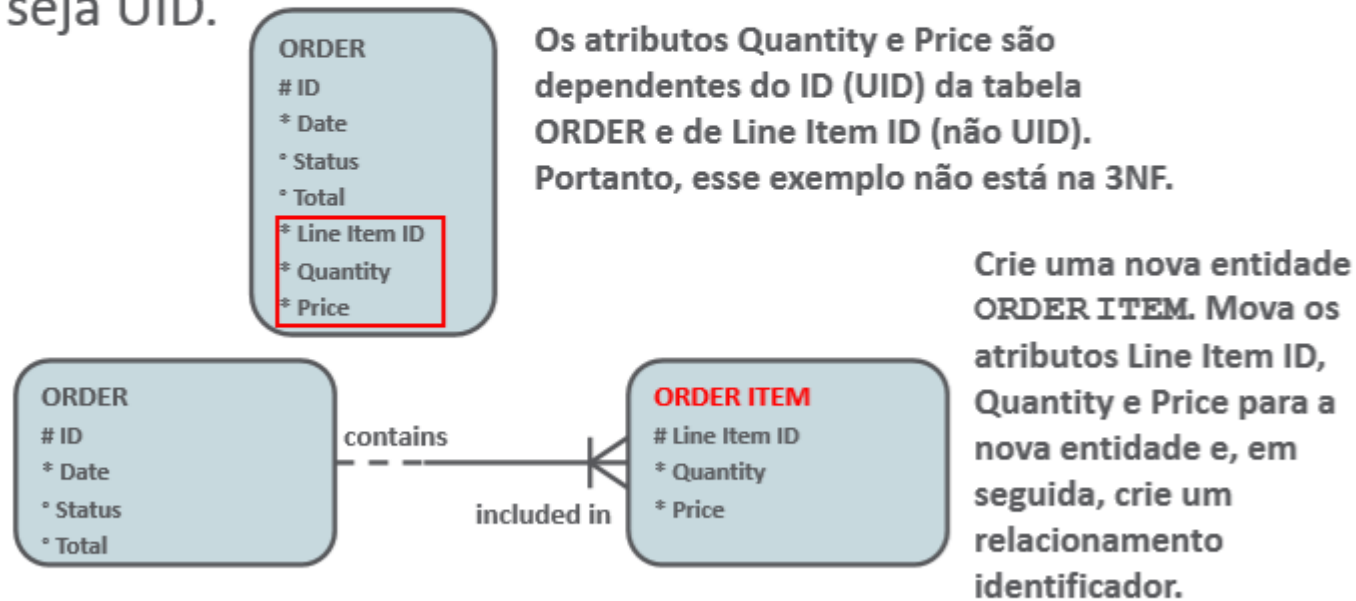 seja UID.
ORDER
# ID
* Date
° Status
° Total
* Line Item ID
* Quantity
* Price
Os atributos Quantity e Price são
dependentes do ID (UID) da tabela
ORDER e de Line Item ID (não UID).
Portanto, esse exemplo não está na 3NF.
ORDER
# ID
* Date
° Status
° Total
contains
included in
ORDER ITEM
# Line Item ID
* Quantity
* Price
Crie uma nova entidade
ORDER ITEM. Mova os
atributos Line Item ID,
Quantity e Price para a
nova entidade e, em
seguida, crie um
relacionamento
identificador.